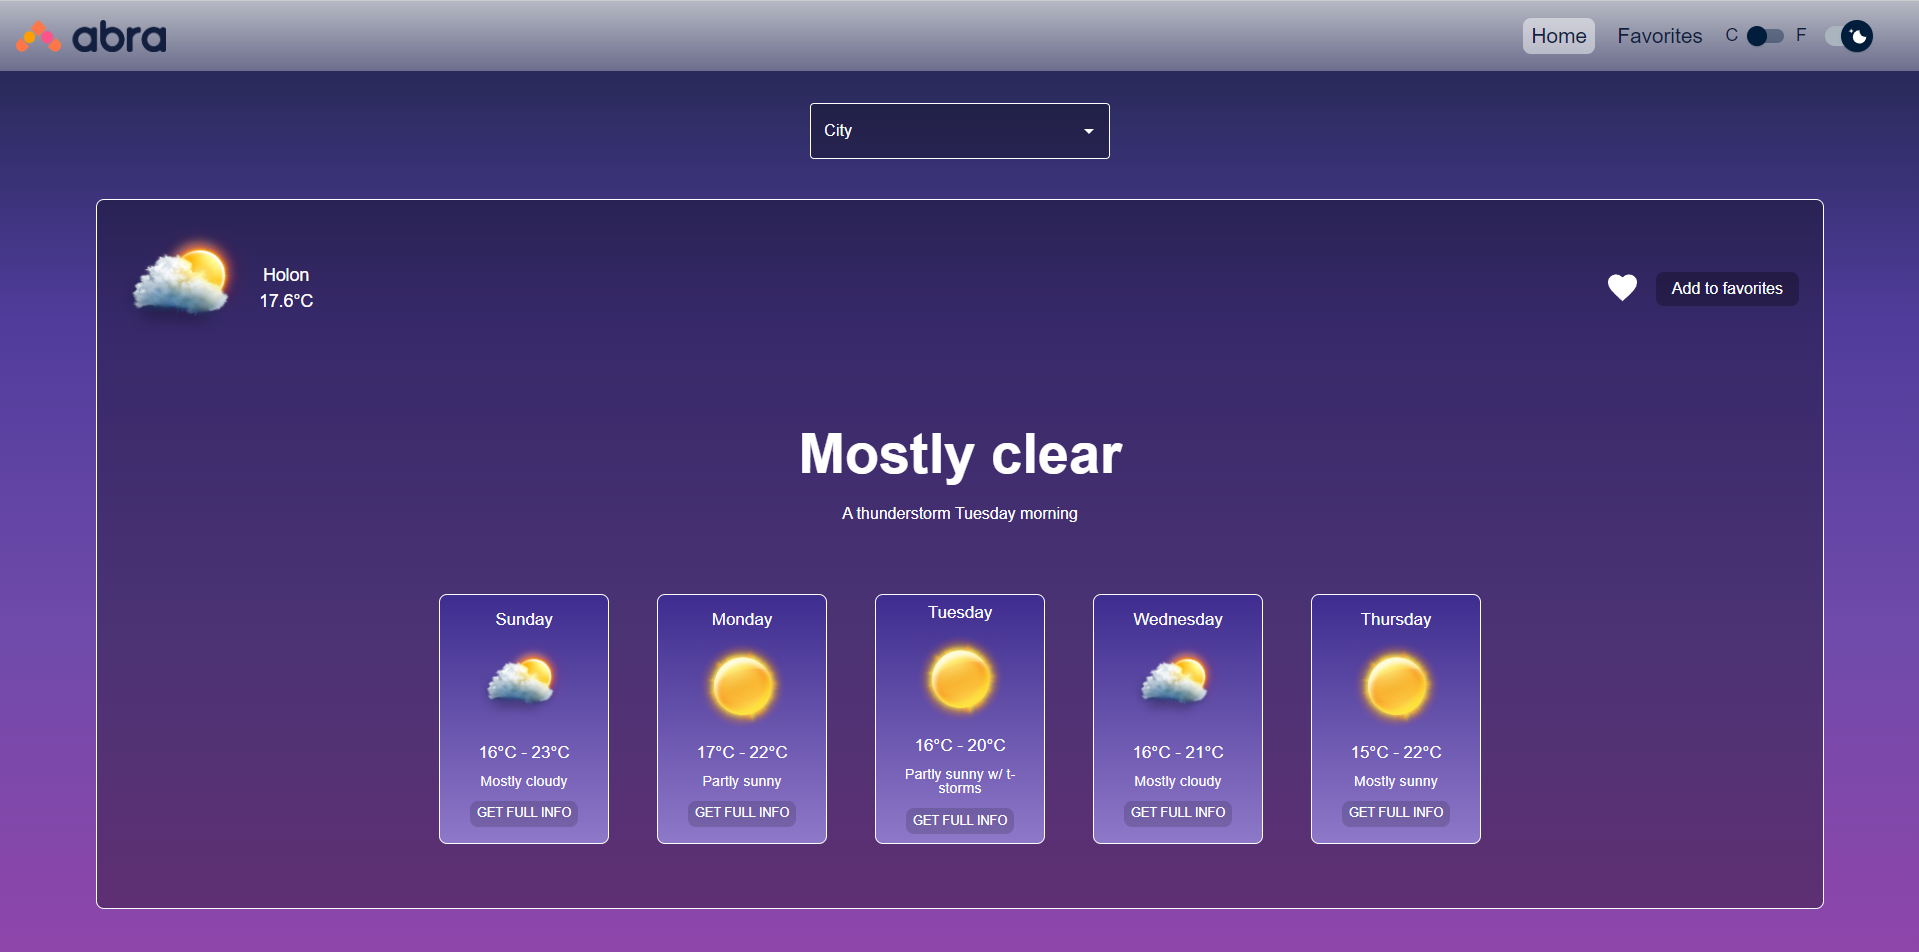 abra
Home
Favorites
C
F
City
Holon
17.6°C
Add to favorites
Mostly clear
A thunderstorm Tuesday morning
Sunday
16°C - 23°C
Mostly cloudy
GET FULL INFO
Monday
17°C - 22°C
Partly sunny
GET FULL INFO
Tuesday
16°C - 20°C
Partly sunny w/ t-
storms
GET FULL INFO
Wednesday
16°C - 21°C
Mostly cloudy
GET FULL INFO
Thursday
15°C - 22°C
Mostly sunny
GET FULL INFO